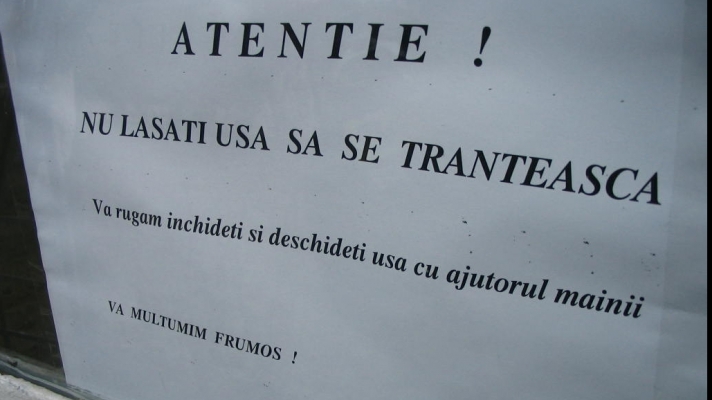 ATENTIE !
NU LASATI USA SA SE TRANTEASCA
Va rugam inchideti si deschideti usa cu ajutorul mainii
VA MULTUMIM FRUMOS !